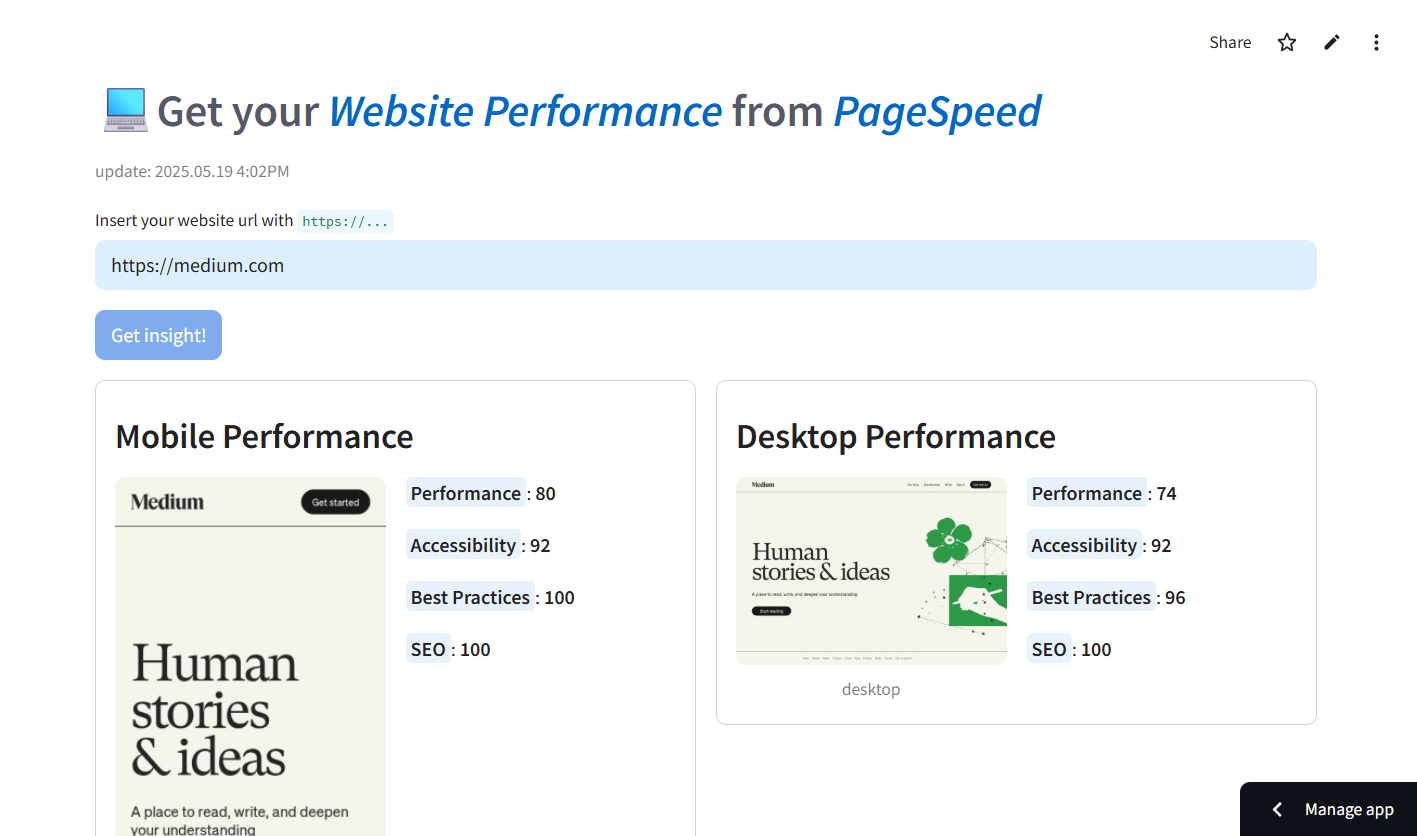 Share
Get your Website Performance from PageSpeed
update: 2025.05.19 4:02PM
Insert your website url with https://...
https://medium.com
Get insight!
Mobile Performance
Medium
Get started
Human
stories
& ideas
A place to read, write, and deepen
your understanding
Performance : 80
Accessibility : 92
Best Practices : 100
SEO : 100
Desktop Performance
Medium
Human
stories & ideas
A place to read, write, and deepen your understanding
Start reading
desktop
Performance : 74
Accessibility : 92
Best Practices : 96
SEO : 100
Manage app